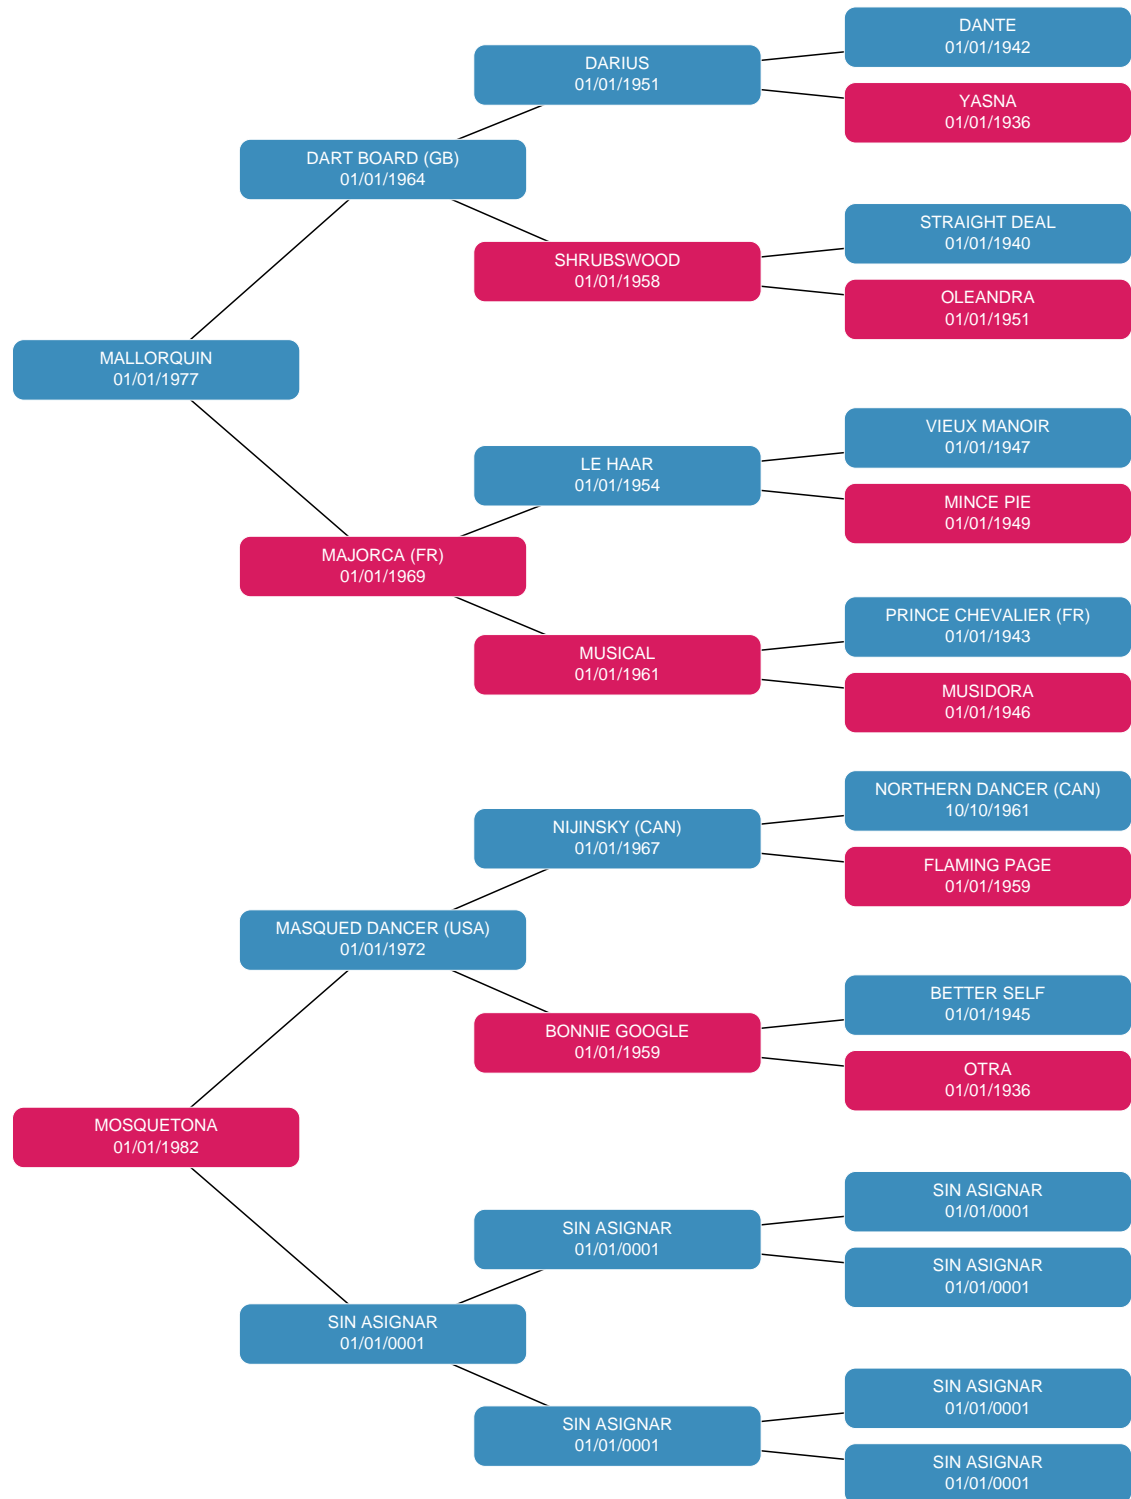 DANTE
01/01/1942
DARIUS
01/01/1951
YASNA
01/01/1936
DART BOARD (GB)
01/01/1964
STRAIGHT DEAL
01/01/1940
SHRUBSWOOD
01/01/1958
OLEANDRA
01/01/1951
MALLORQUIN
01/01/1977
VIEUX MANOIR
01/01/1947
LE HAAR
01/01/1954
MINCE PIE
01/01/1949
MAJORCA (FR)
01/01/1969
PRINCE CHEVALIER (FR)
01/01/1943
MUSICAL
01/01/1961
MUSIDORA
01/01/1946
NORTHERN DANCER (CAN)
10/10/1961
NIJINSKY (CAN)
01/01/1967
FLAMING PAGE
01/01/1959
MASQUED DANCER (USA)
01/01/1972
BETTER SELF
01/01/1945
BONNIE GOOGLE
01/01/1959
OTRA
01/01/1936
MOSQUETONA
01/01/1982
SIN ASIGNAR
01/01/0001
SIN ASIGNAR
01/01/0001
SIN ASIGNAR
01/01/0001
SIN ASIGNAR
01/01/0001
SIN ASIGNAR
01/01/0001
SIN ASIGNAR
01/01/0001
SIN ASIGNAR
01/01/0001